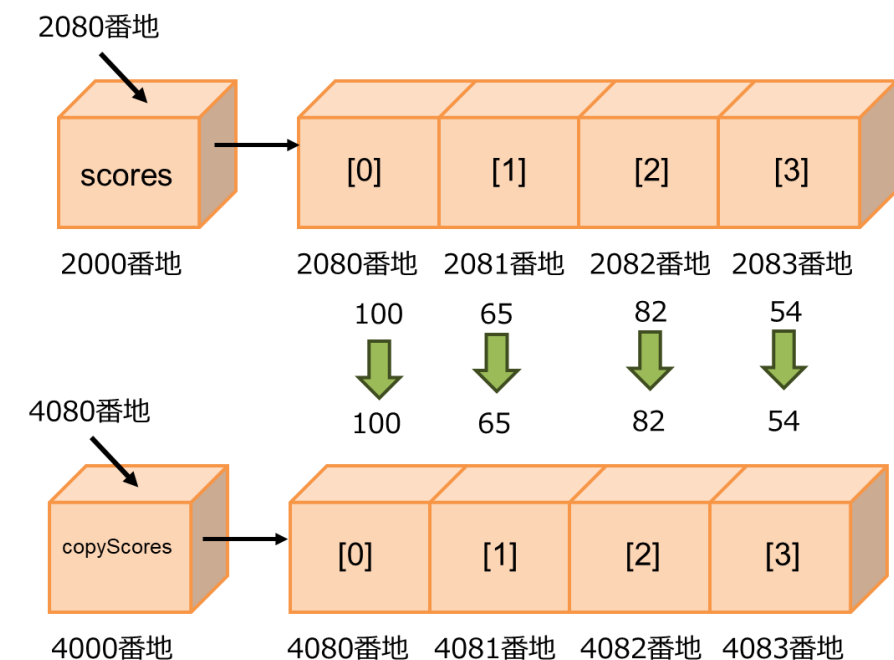 2080番地
scores [0] [1] [2] [3]
2000番地 2080番地 2081番地 2082番地 2083番地
100 65 82 54
100 65 82 54
4080番地
copyScores [0] [1] [2] [3]
4000番地 4080番地 4081番地 4082番地 4083番地